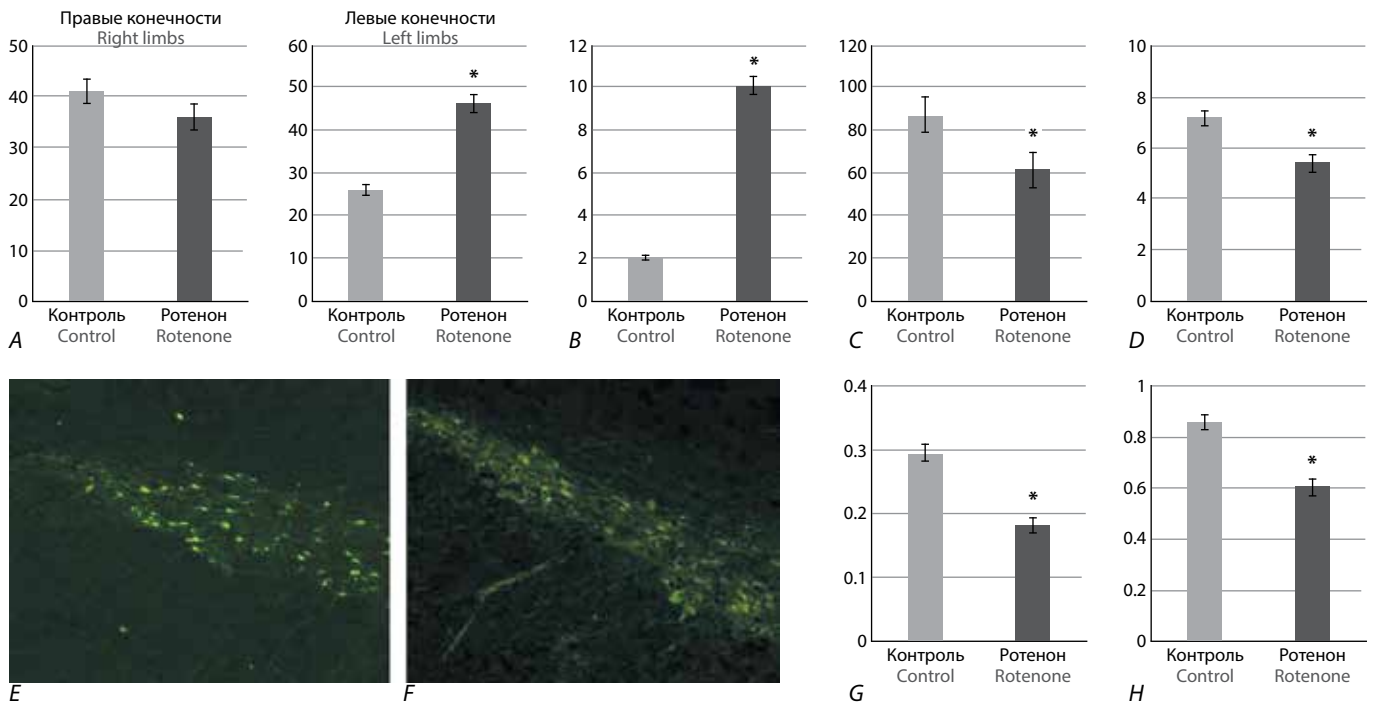 Правые конечности
Right limbs
Левые конечности
Left limbs
50
40
30
20
10
0
Контроль
Control
Ротенон
Rotenone
A
60
50
40
30
20
10
0
*
Контроль
Control
Ротенон
Rotenone
12
10
8
6
4
2
0
*
Контроль
Control
Ротенон
Rotenone
B
120
100
80
60
40
20
0
*
Контроль
Control
Ротенон
Rotenone
C
10
8
6
4
2
0
*
Контроль
Control
Ротенон
Rotenone
D
E
F
0.4
0.3
0.2
0.1
0
*
Контроль
Control
Ротенон
Rotenone
G
1
0.8
0.6
0.4
0.2
0
*
Контроль
Control
Ротенон
Rotenone
H